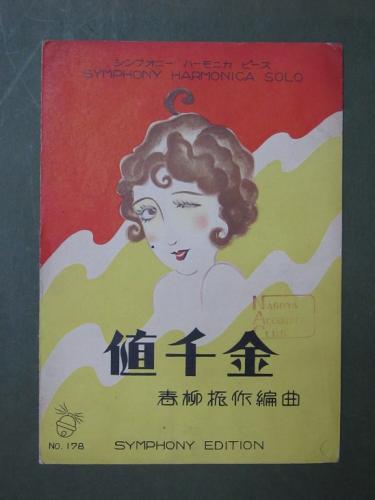 シンフオニー ハーモニカ ピース
SYMPHONY HARMONICA SOLO
NAGOYA
ACCORDION
CLUB
値千金
春柳振作編曲
NO. 178
SYMPHONY EDITION